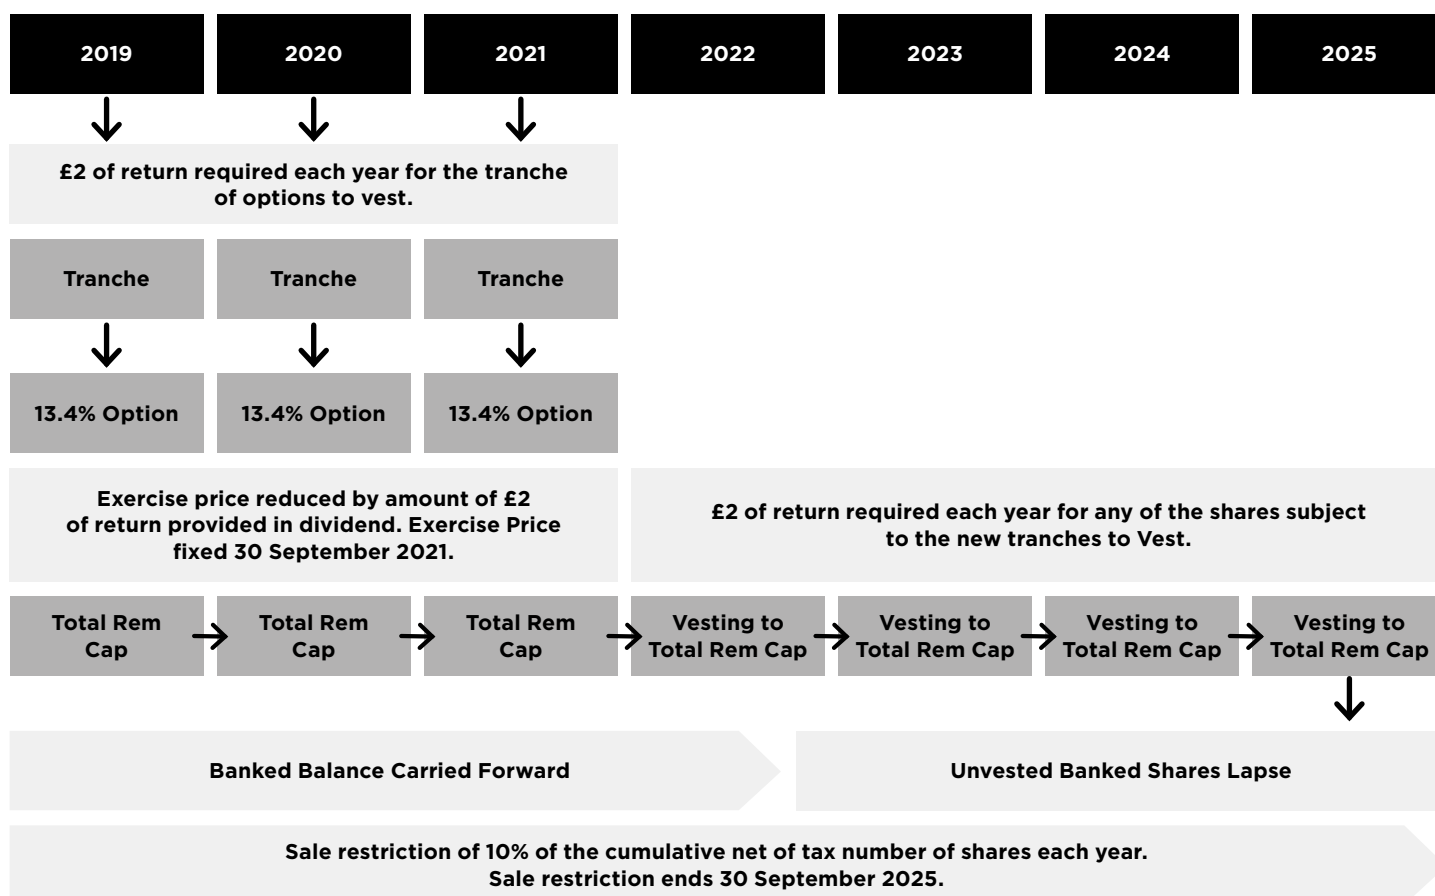 2019
2020
2021
2022
2023
2024
2025
£2 of return required each year for the tranche
of options to vest.
Tranche
Tranche
Tranche
13.4% Option
13.4% Option
13.4% Option
Exercise price reduced by amount of £2
of return provided in dividend. Exercise Price
fixed 30 September 2021.
£2 of return required each year for any of the shares subject
to the new tranches to Vest.
Total Rem
Cap
Total Rem
Cap
Total Rem
Cap
Vesting to
Total Rem Cap
Vesting to
Total Rem Cap
Vesting to
Total Rem Cap
Vesting to
Total Rem Cap
Banked Balance Carried Forward
Unvested Banked Shares Lapse
Sale restriction of 10% of the cumulative net of tax number of shares each year.
Sale restriction ends 30 September 2025.